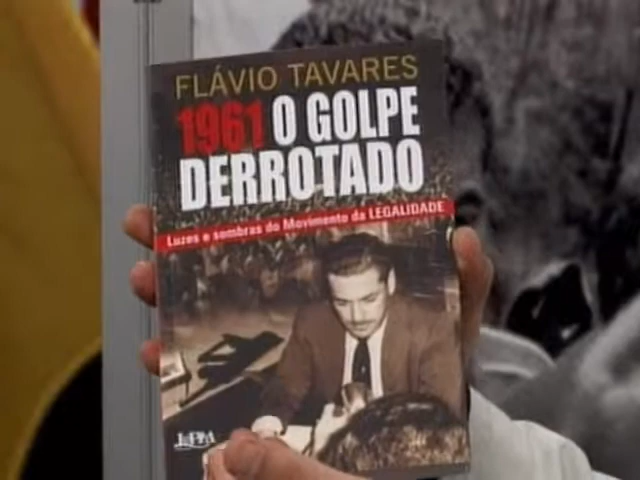 FLÁVIO TAVARES
1961 O GOLPE
DERROTADO
Luzes e sombras do Movimento da LEGALIDADE
L&PM